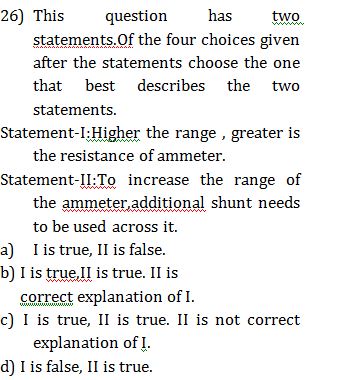 26) This question has two
statements.Of the four choices given
after the statements choose the one
that best describes the two
statements.
Statement-I:Higher the range , greater is
the resistance of ammeter.
Statement-II:To increase the range of
the ammeter,additional shunt needs
to be used across it.
a) I is true, II is false.
b) I is true,II is true. II is
correct explanation of I.
c) I is true, II is true. II is not correct
explanation of I.
d) I is false, II is true.